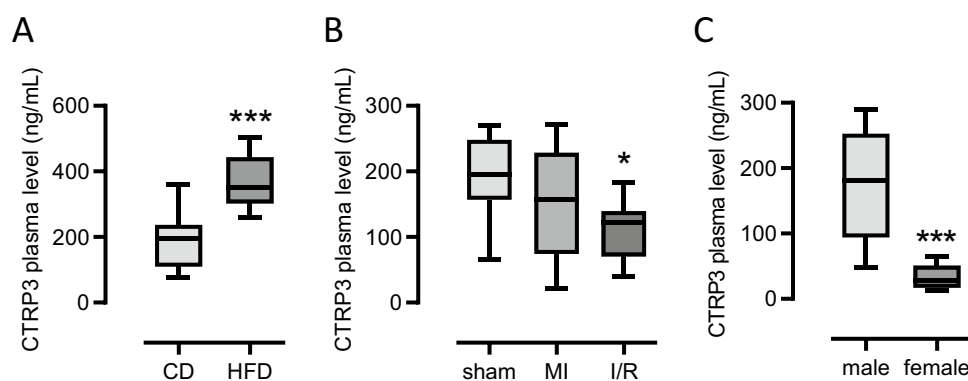 A
CTRP3 plasma level (ng/mL)
600
400
200
0
***
CD
HFD
B
CTRP3 plasma level (ng/mL)
300
200
100
0
*
sham
MI
I/R
C
CTRP3 plasma level (ng/mL)
300
200
100
0
***
male
female